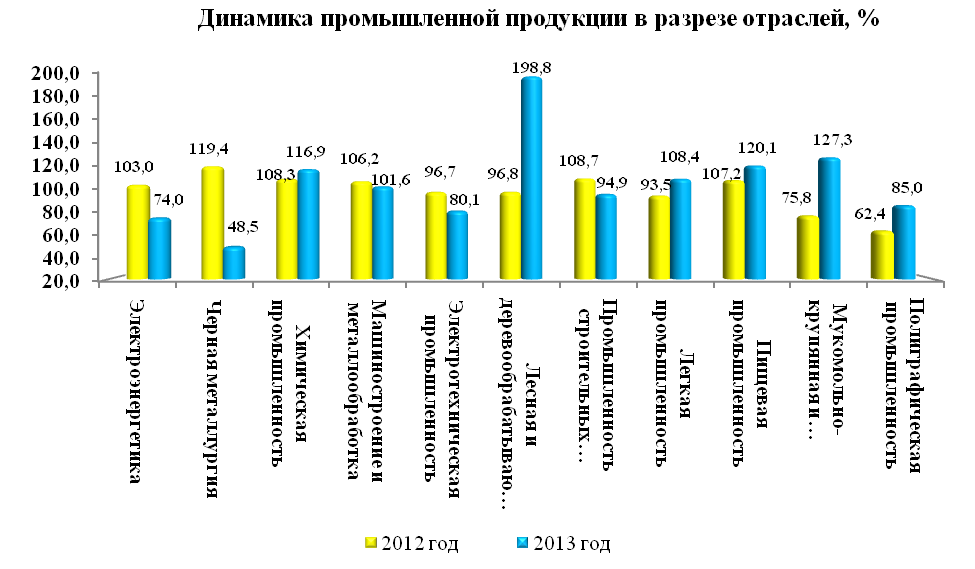 Динамика промышленной продукции в разрезе отраслей, %
200,0
180,0
160,0
140,0
120,0
100,0
80,0
60,0
40,0
20,0
103,0
74,0
119,4
48,5
108,3
116,9
106,2
101,6
96,7
80,1
96,8
198,8
108,7
94,9
93,5
108,4
107,2
120,1
75,8
127,3
62,4
85,0
Электроэнергетика
Черная металлургия
Химическая
промышленность
Машиностроение и
металлообработка
Электротехническая
промышленность
Лесная и
деревообрабатываю…
Промышленность
строительных…
Легкая
промышленность
Пищевая
промышленность
Мукомольно-
крупянная и…
Полиграфическая
промышленность
2012 год
2013 год